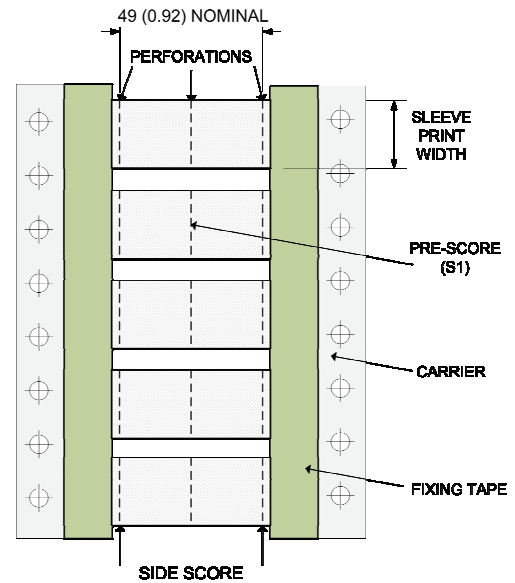 49 (0.92) NOMINAL
PERFORATIONS
SLEEVE
PRINT
WIDTH
PRE-SCORE
(S1)
CARRIER
FIXING TAPE
SIDE SCORE